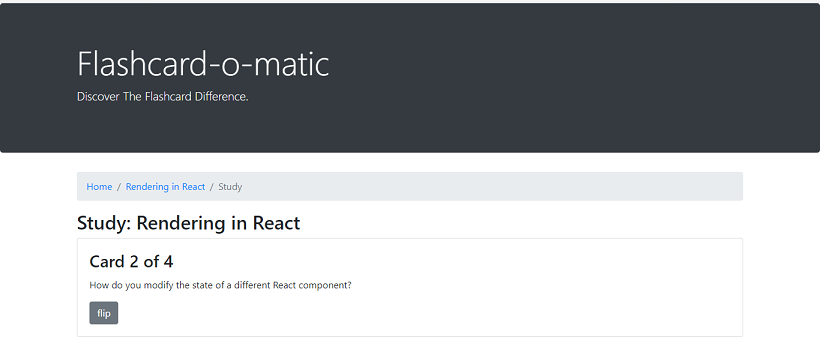 Flashcard-o-matic
Discover The Flashcard Difference.
Home / Rendering in React / Study
Study: Rendering in React
Card 2 of 4
How do you modify the state of a different React component?
flip